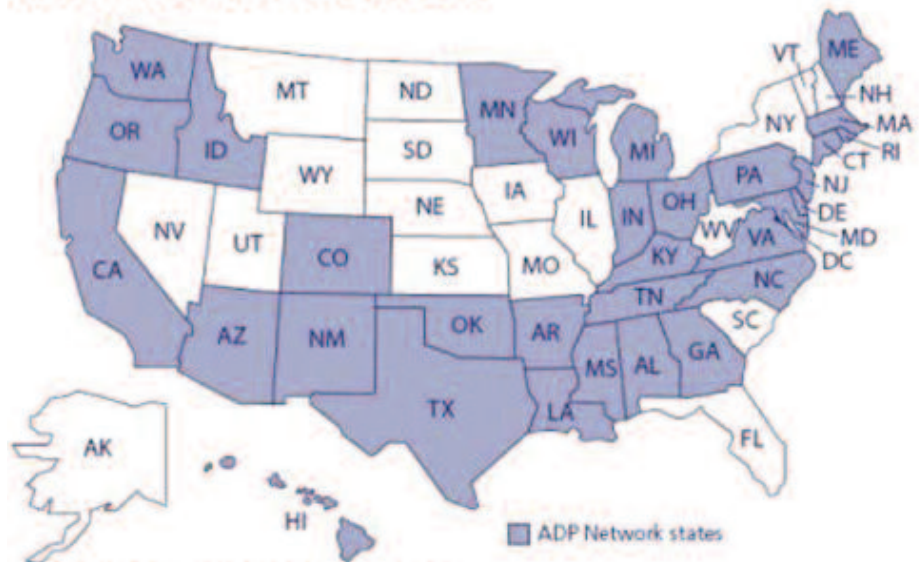 WA
MT
ND
MN
VT
ME
NH
OR
ID
SD
WI
MI
NY
MA
RI
CT
WY
IA
PA
NJ
NE
IL
IN
OH
WV
VA
DE
MD
DC
NV
UT
CO
KS
MO
KY
CA
NC
TN
AZ
NM
OK
AR
SC
MS
AL
GA
TX
LA
FL
AK
HI
ADP Network states